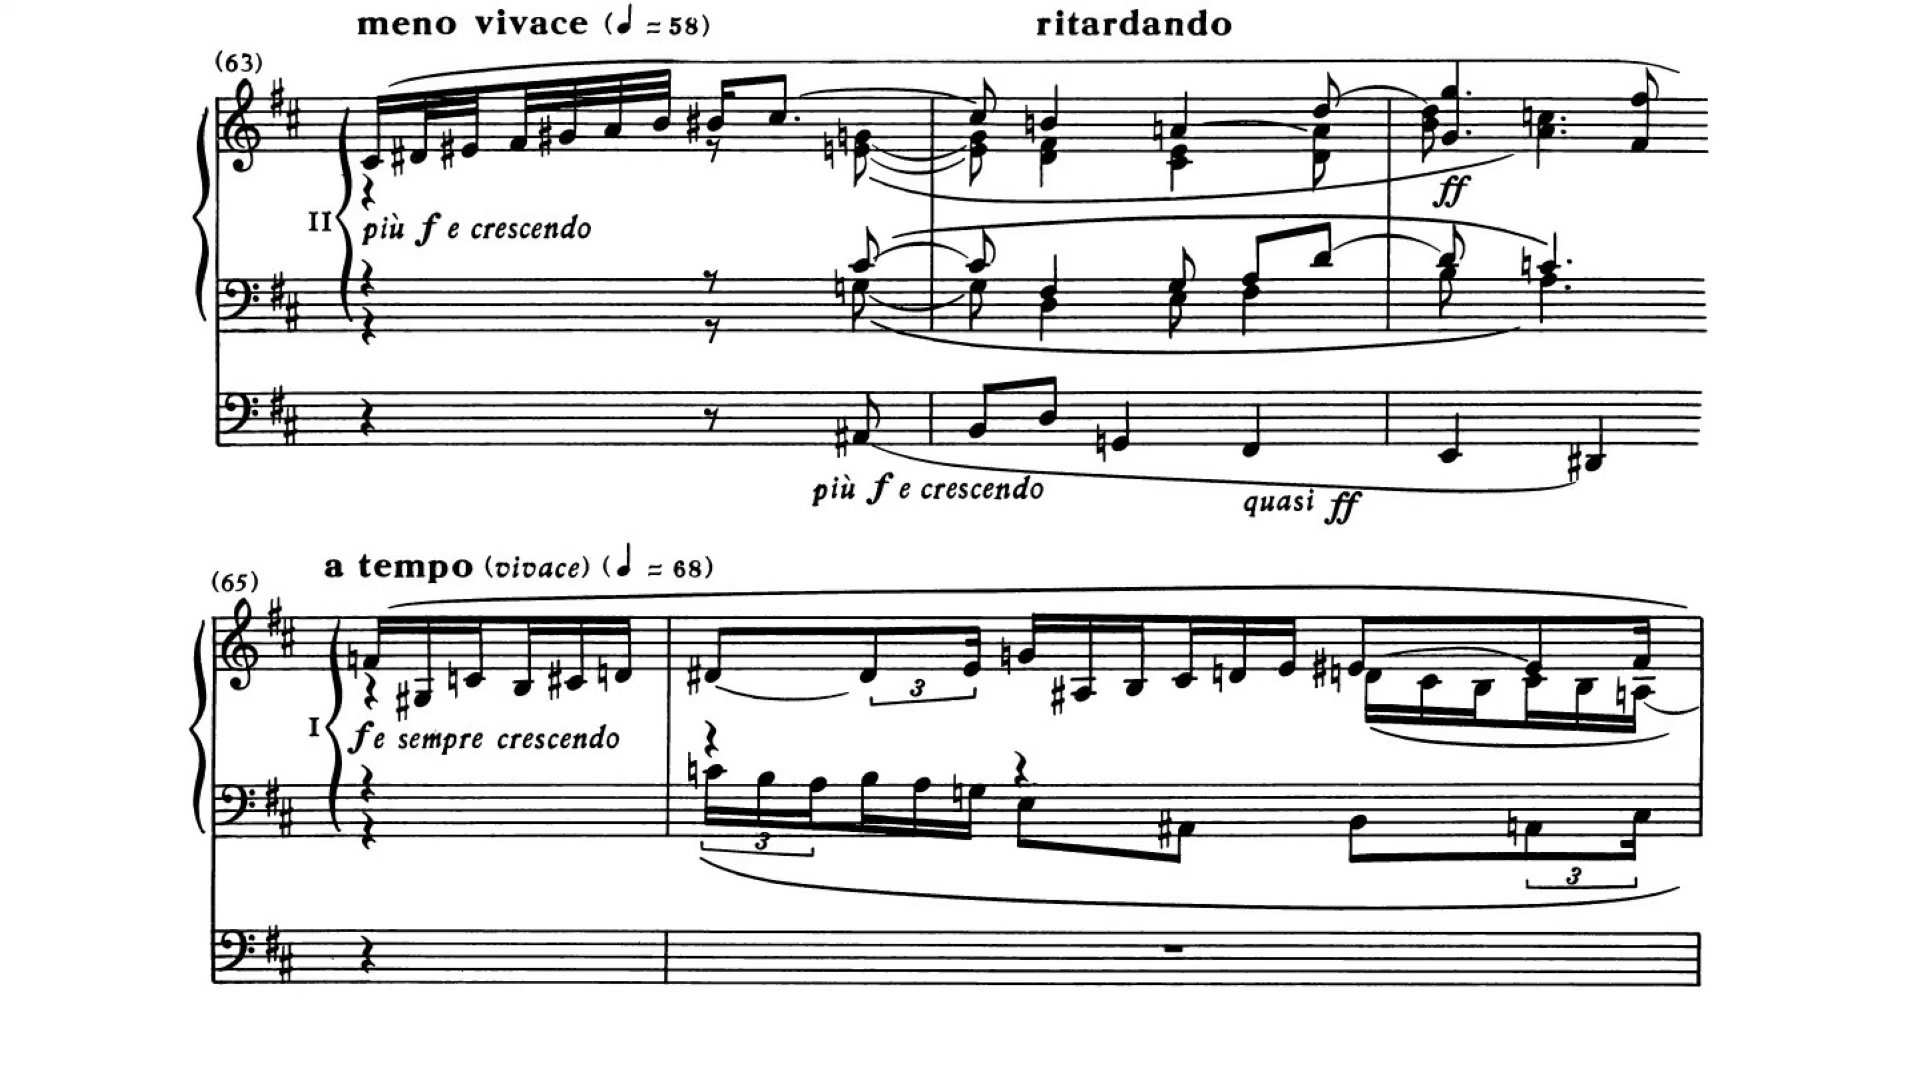 meno vivace (♩ = 58) ritardando
(63)
ff
II più f e crescendo
più f e crescendo
quasi ff
a tempo (vivace) (♩ = 68)
(65)
3
I f e sempre crescendo
3
3